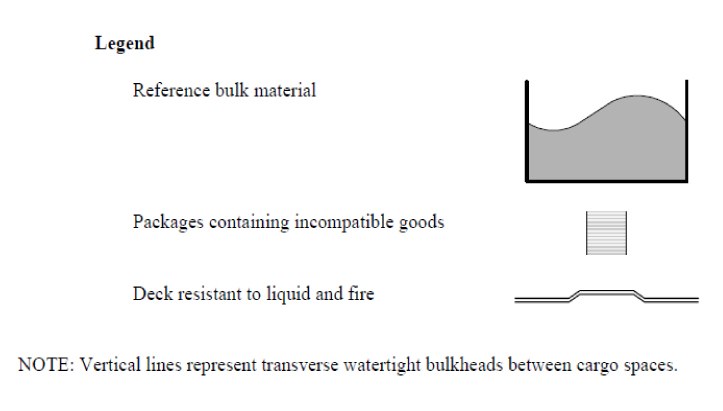 Legend
Reference bulk material
Packages containing incompatible goods
Deck resistant to liquid and fire
NOTE: Vertical lines represent transverse watertight bulkheads between cargo spaces.